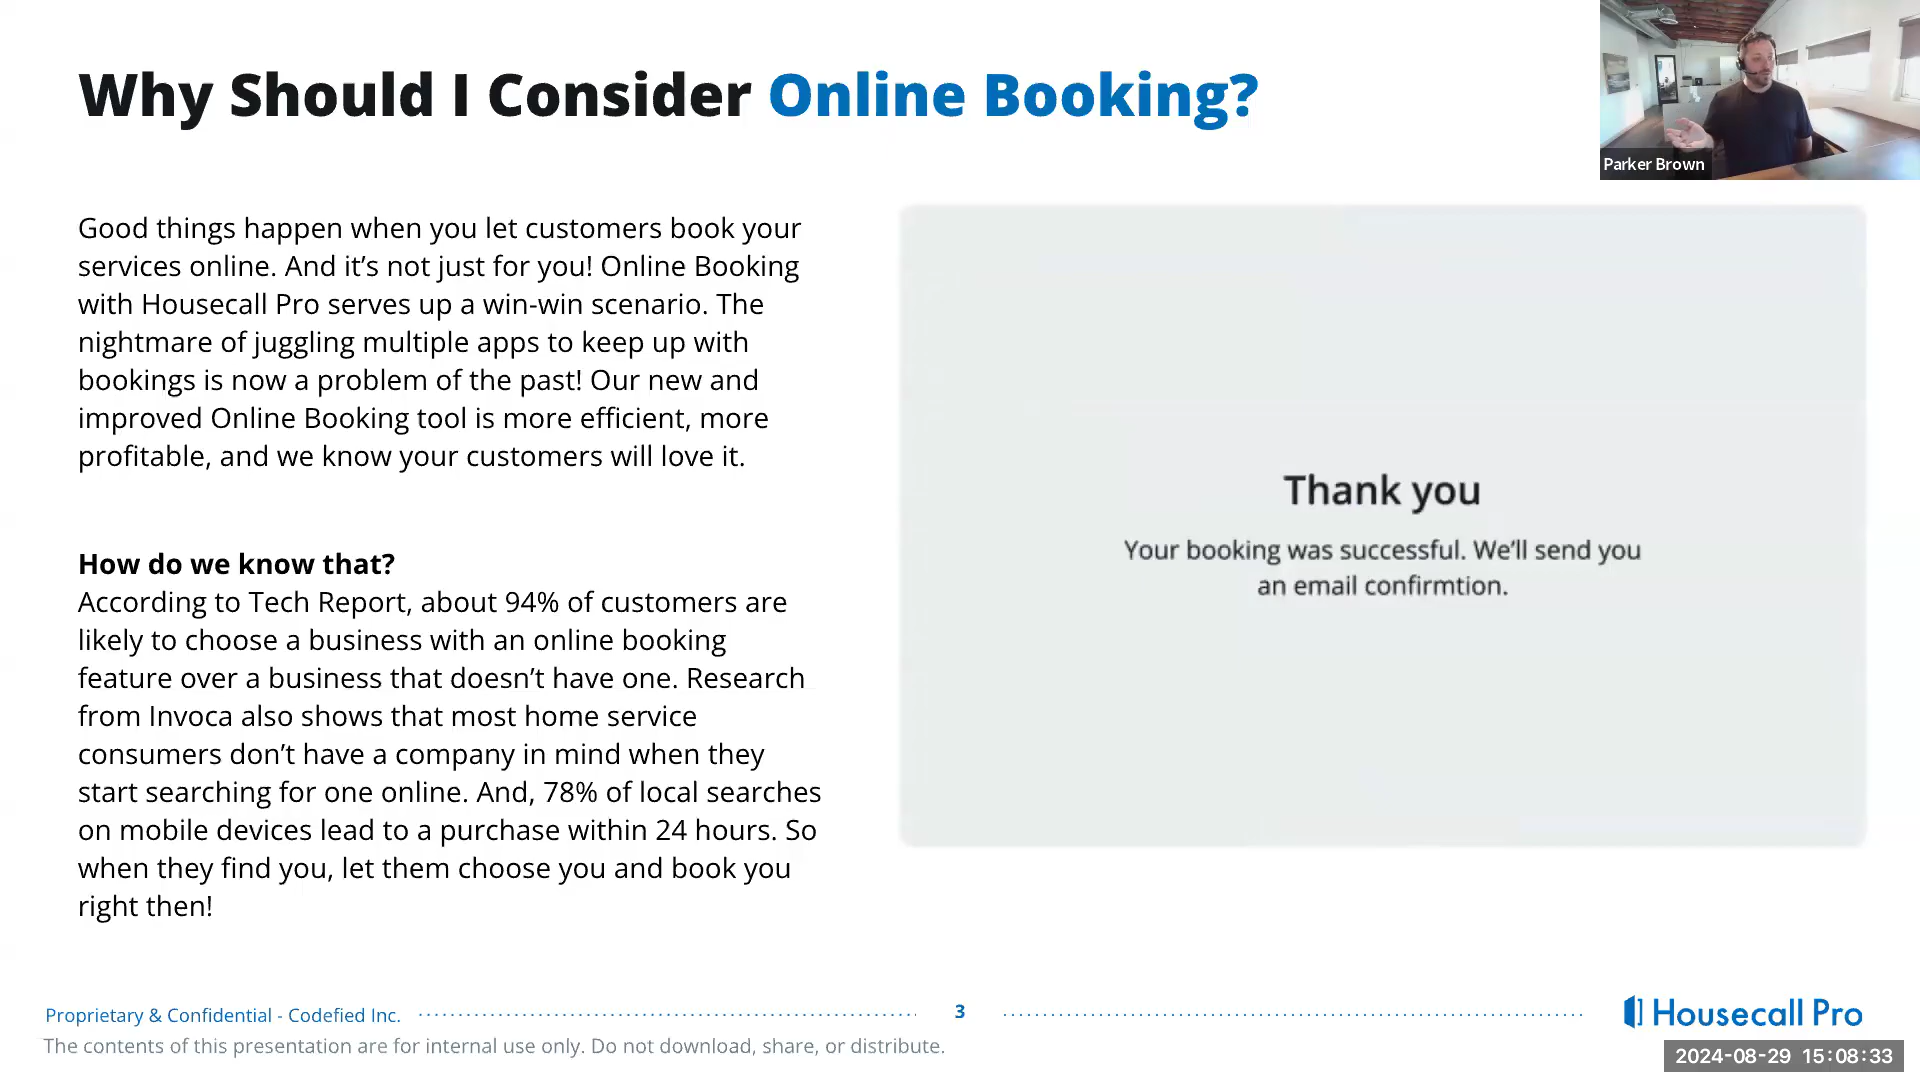 Why Should I Consider Online Booking?
Parker Brown
Good things happen when you let customers book your
services online. And it’s not just for you! Online Booking
with Housecall Pro serves up a win-win scenario. The
nightmare of juggling multiple apps to keep up with
bookings is now a problem of the past! Our new and
improved Online Booking tool is more efficient, more
profitable, and we know your customers will love it.
How do we know that?
According to Tech Report, about 94% of customers are
likely to choose a business with an online booking
feature over a business that doesn’t have one. Research
from Invoca also shows that most home service
consumers don’t have a company in mind when they
start searching for one online. And, 78% of local searches
on mobile devices lead to a purchase within 24 hours. So
when they find you, let them choose you and book you
right then!
Thank you
Your booking was successful. We’ll send you
an email confirmtion.
Proprietary & Confidential - Codefied Inc.
3
Housecall Pro
The contents of this presentation are for internal use only. Do not download, share, or distribute.
2024-08-29 15:08:33